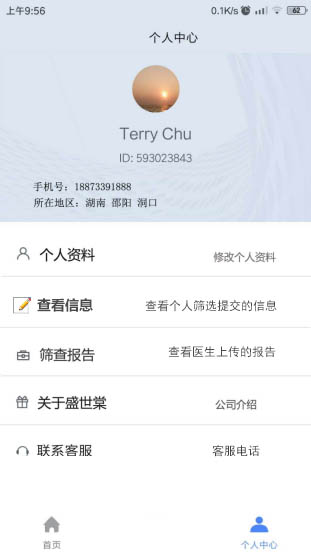 上午9:56 0.1K/s 62
个人中心
Terry Chu
ID: 593023843
手机号: 18873391888
所在地区: 湖南 邵阳 洞口
个人资料 修改个人资料
查看信息 查看个人筛选提交的信息
筛查报告 查看医生上传的报告
关于盛世棠 公司介绍
联系客服 客服电话
首页 个人中心